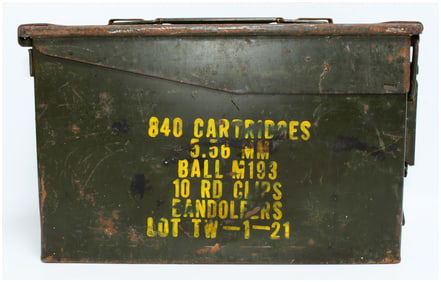 840 CARTRIDGES
5.56 MM
BALL M193
10 RD CLIPS
BANDOLEERS
LOT TW-1-21